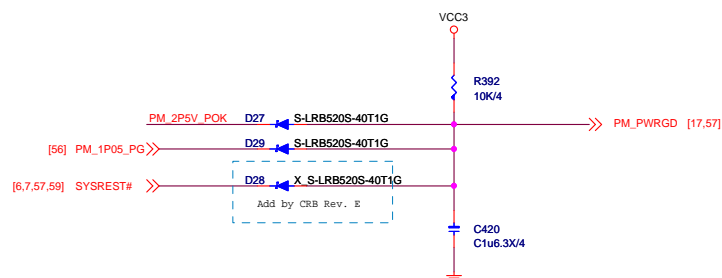 VCC3
R392
10K/4
PM_2P5V_POK D27 S-LRB520S-40T1G PM_PWRGD [17,57]
[56] PM_1P05_PG D29 S-LRB520S-40T1G
[6,7,57,59] SYSREST# D28 X_S-LRB520S-40T1G
Add by CRB Rev. E
C420
C1u6.3X/4